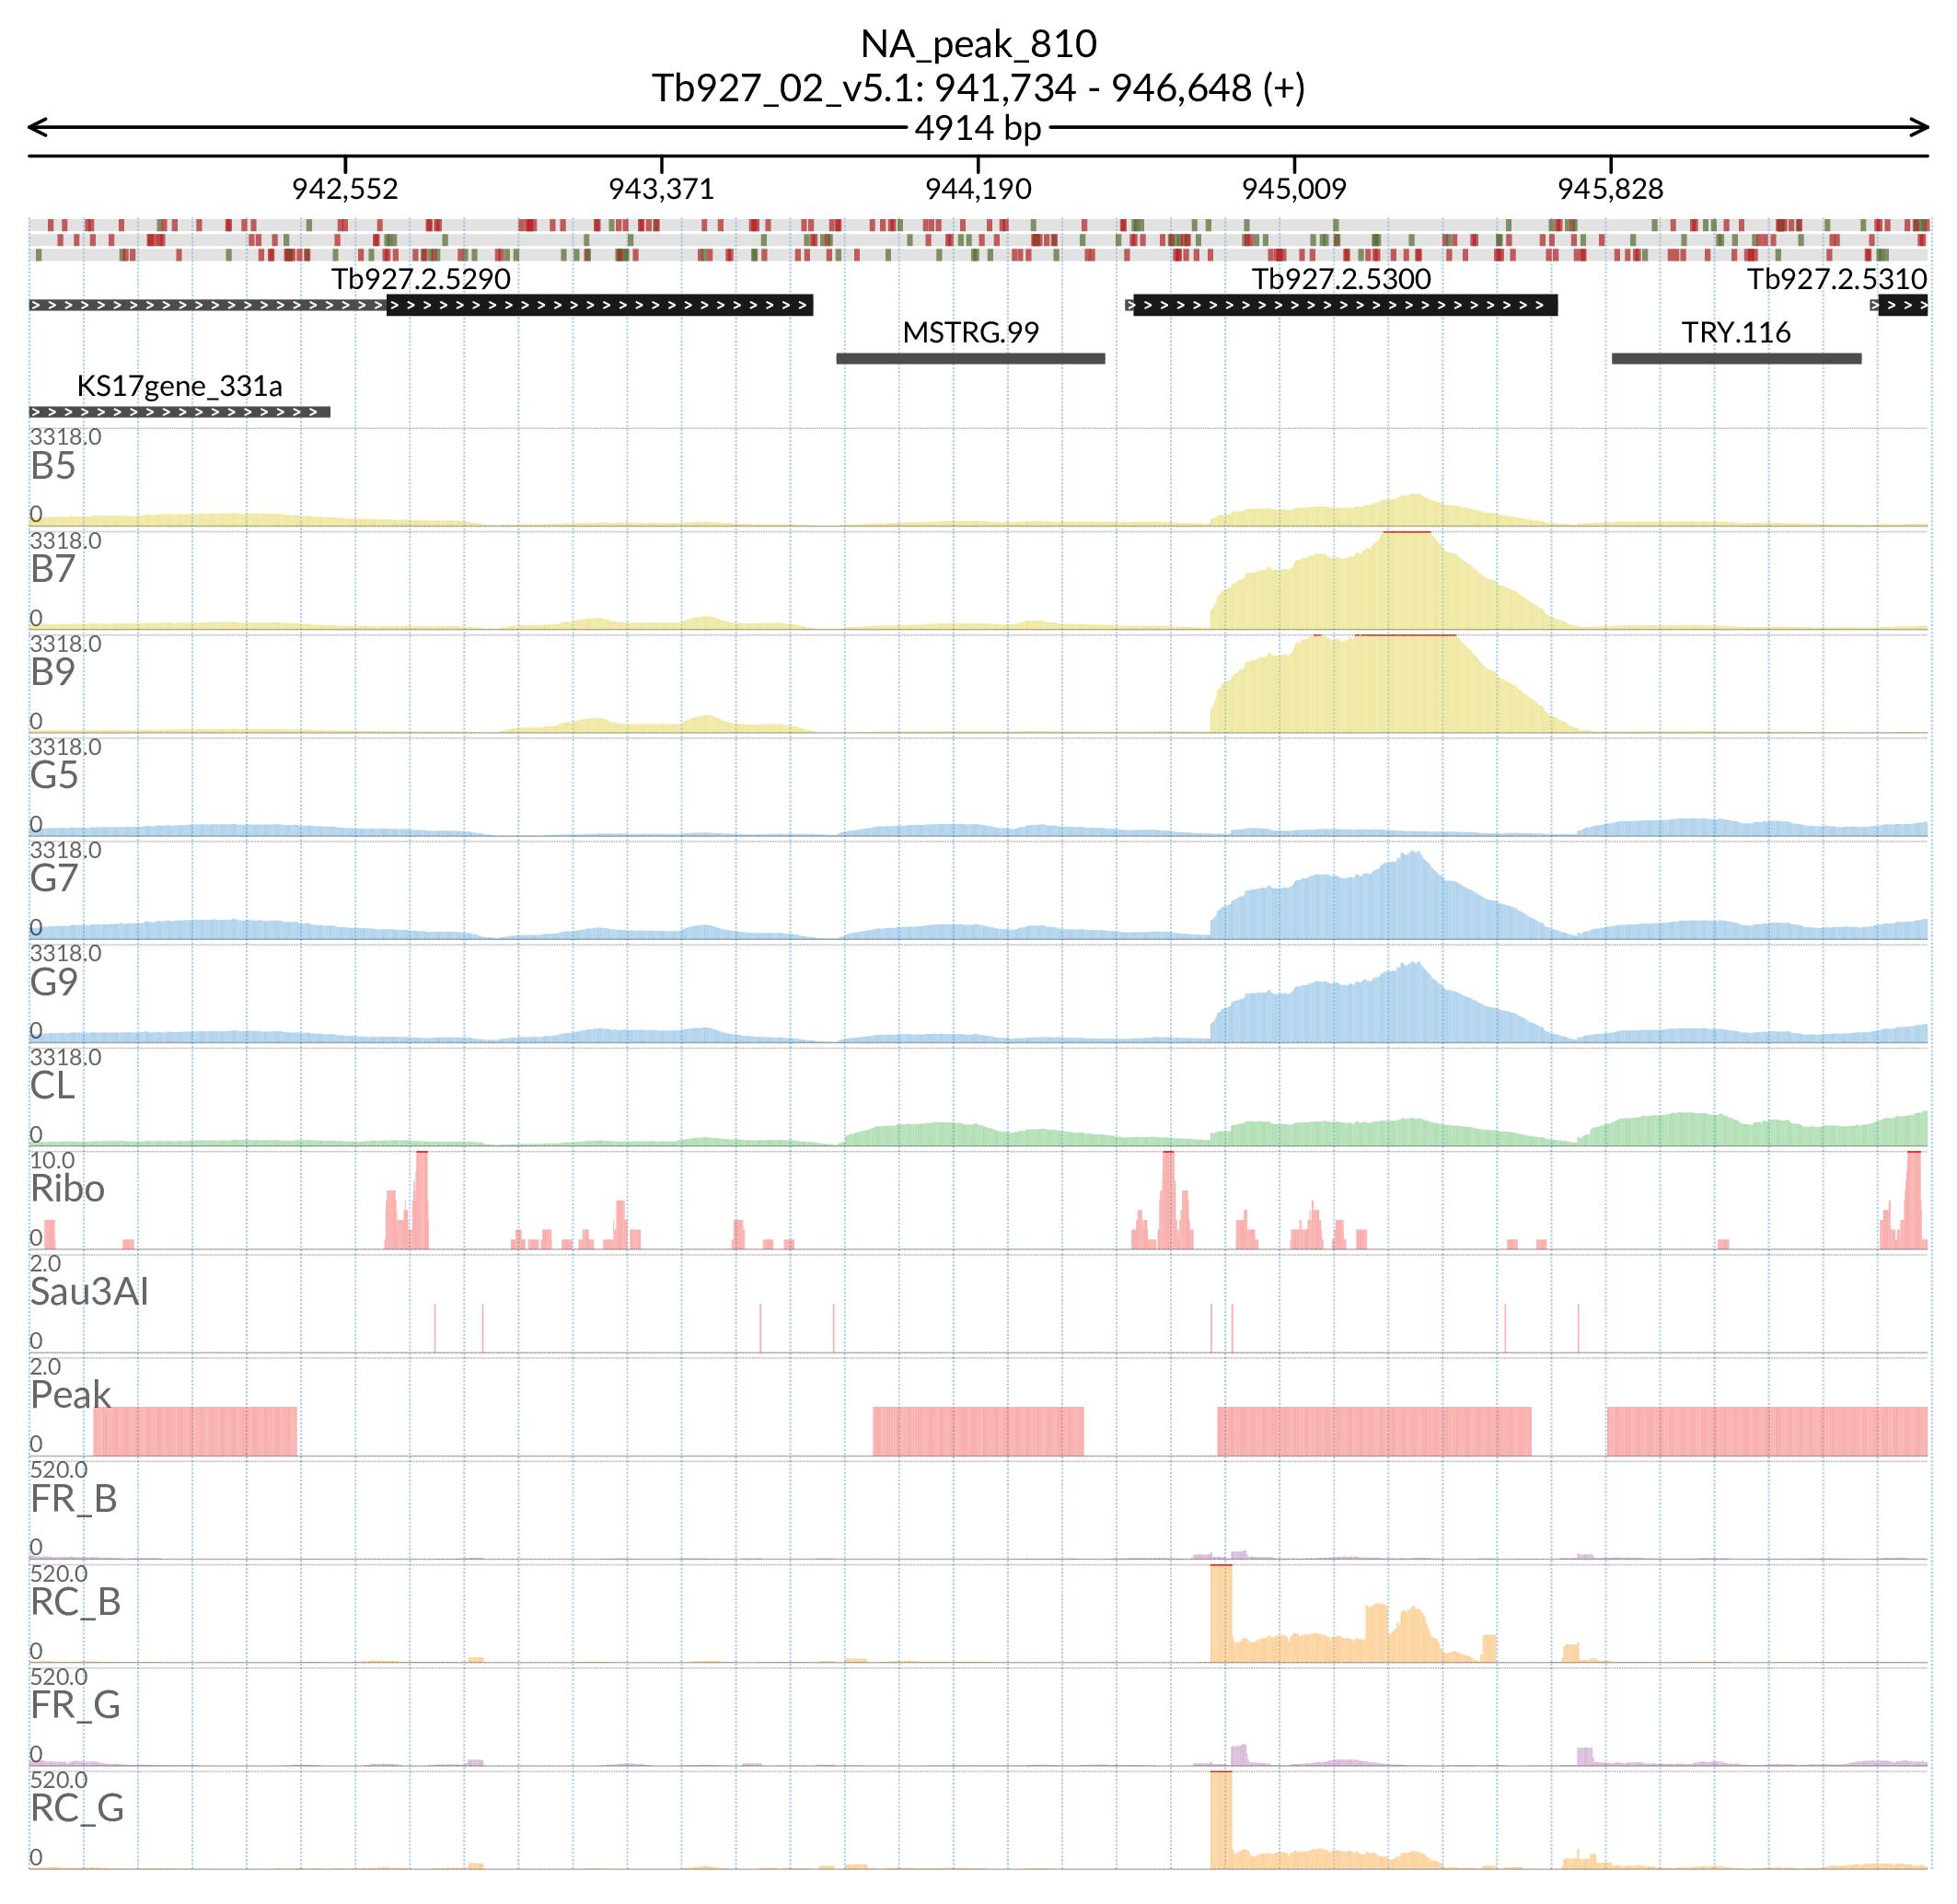 NA_peak_810
Tb927_02_v5.1: 941,734 - 946,648 (+)
4914 bp
942,552 943,371 944,190 945,009 945,828
Tb927.2.5290 Tb927.2.5300 Tb927.2.5310
MSTRG.99 TRY.116
KS17gene_331a
3318.0
B5
0
3318.0
B7
0
3318.0
B9
0
3318.0
G5
0
3318.0
G7
0
3318.0
G9
0
3318.0
CL
0
10.0
Ribo
0
2.0
Sau3AI
0
2.0
Peak
0
520.0
FR_B
0
520.0
RC_B
0
520.0
FR_G
0
520.0
RC_G
0